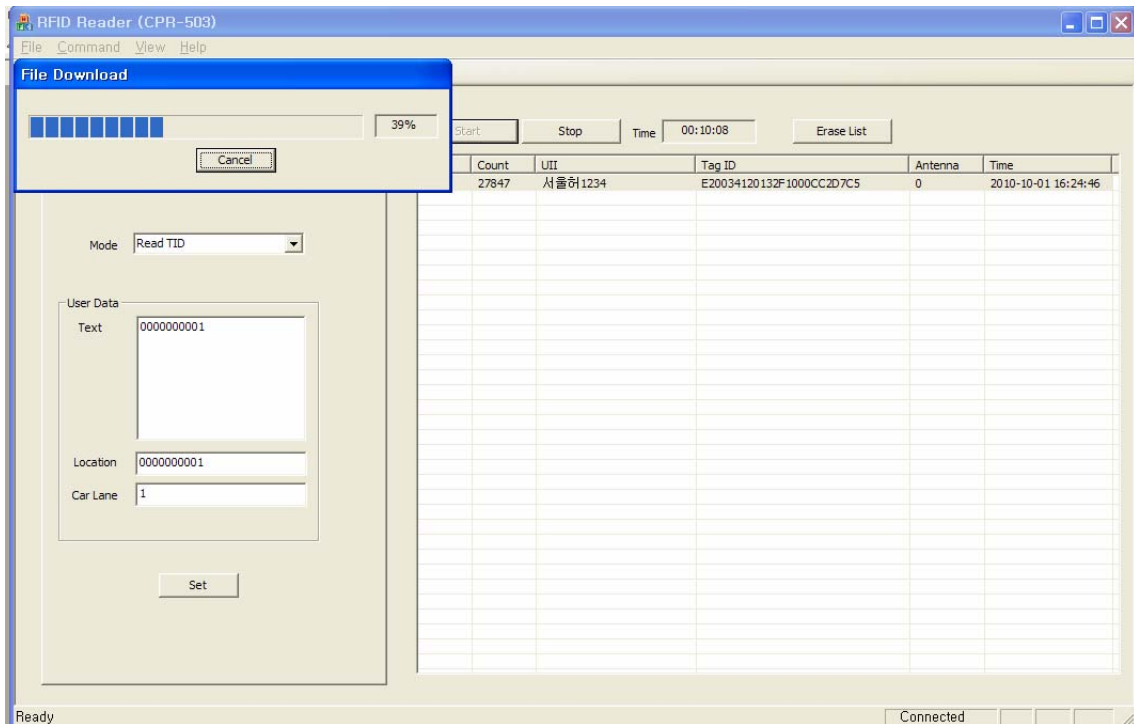 RFID Reader (CPR-503)
File Command View Help
File Download
39%
Cancel
Start Stop Time 00:10:08 Erase List
Count UII Tag ID Antenna Time
27847 서울허1234 E20034120132F1000CC2D7C5 0 2010-10-01 16:24:46
Mode Read TID
User Data
Text 0000000001
Location 0000000001
Car Lane 1
Set
Ready Connected